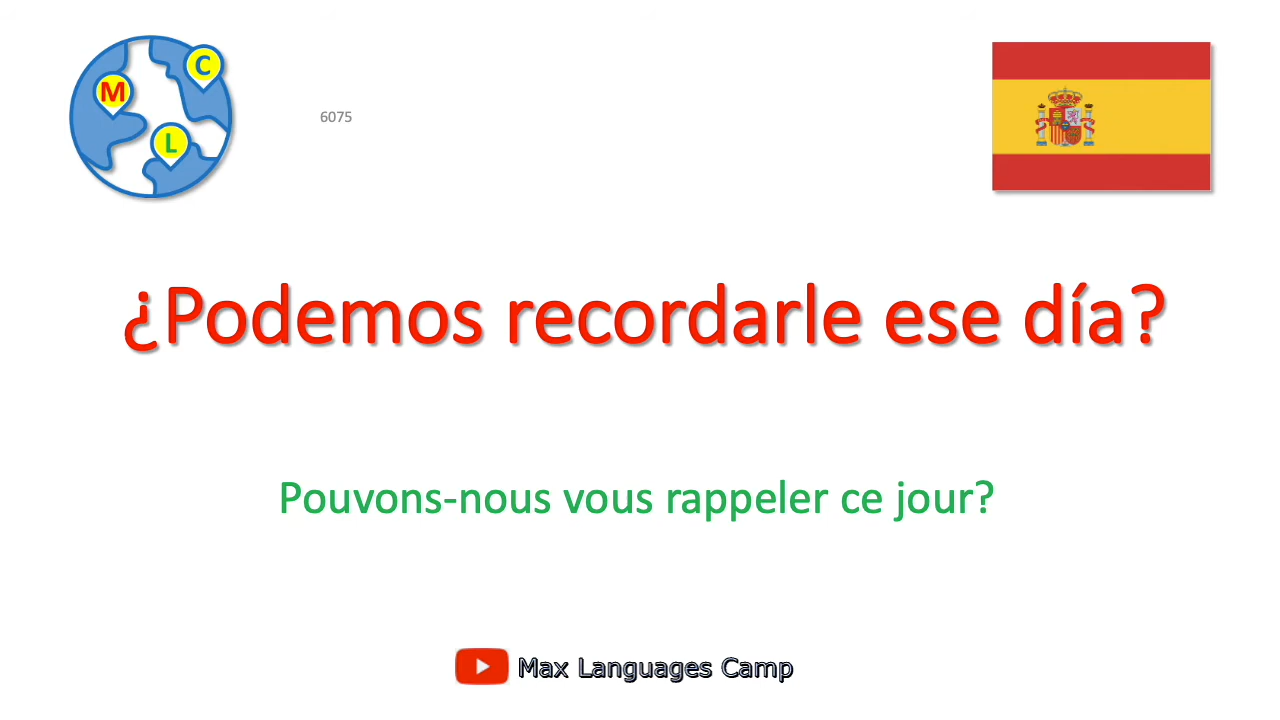 M
C
L
6075
¿Podemos recordarle ese día?
Pouvons-nous vous rappeler ce jour?
Max Languages Camp